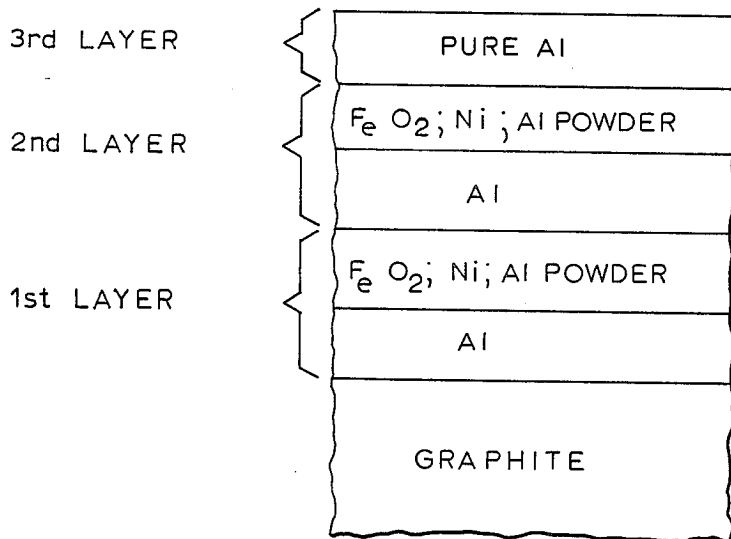 3rd LAYER
PURE Al
2nd LAYER
Fe O2; Ni; Al POWDER
Al
1st LAYER
Fe O2; Ni; Al POWDER
Al
GRAPHITE